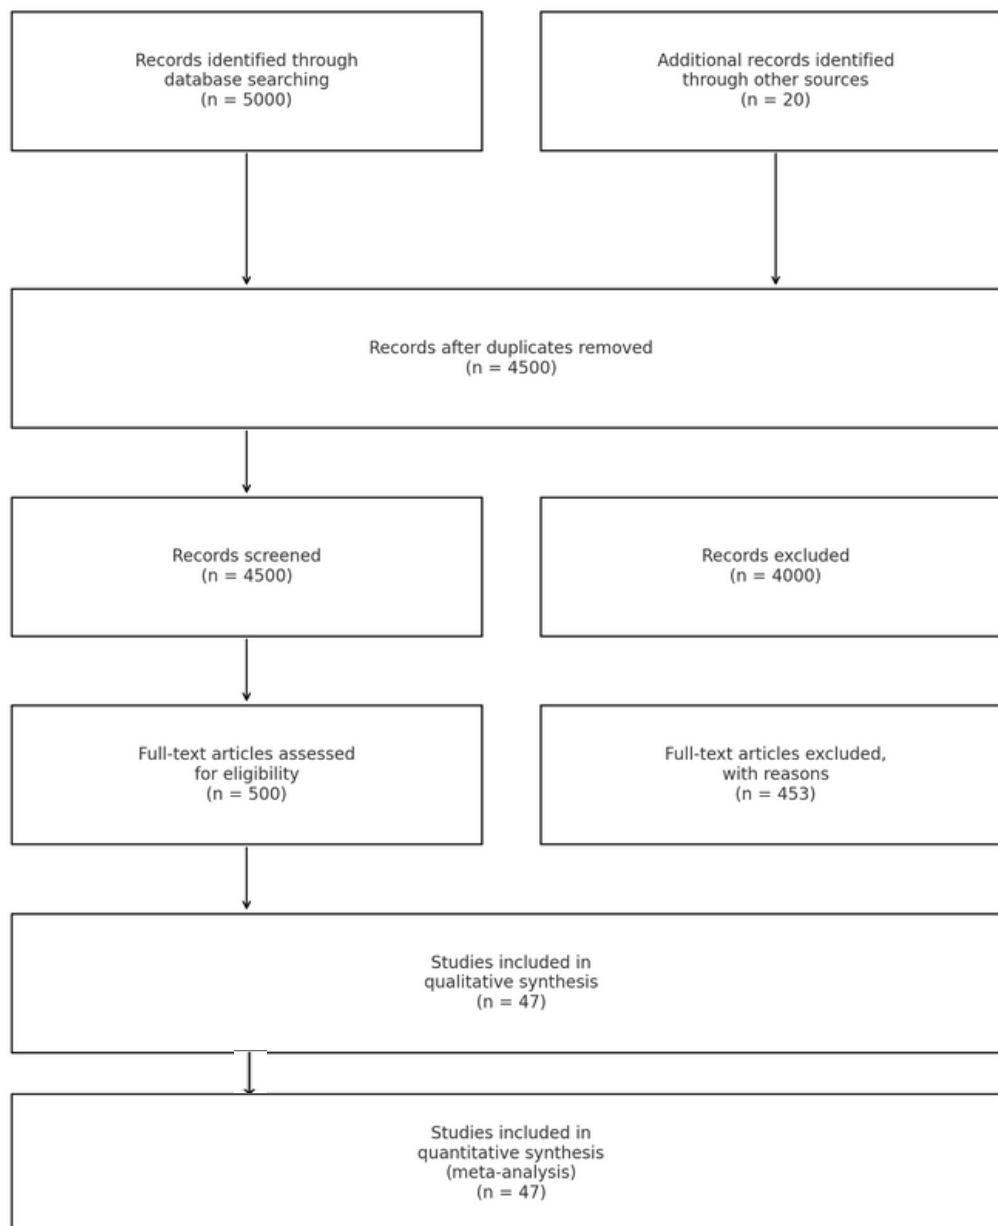 Records identified through
database searching
(n = 5000)
Additional records identified
through other sources
(n = 20)
Records after duplicates removed
(n = 4500)
Records screened
(n = 4500)
Records excluded
(n = 4000)
Full-text articles assessed
for eligibility
(n = 500)
Full-text articles excluded,
with reasons
(n = 453)
Studies included in
qualitative synthesis
(n = 47)
Studies included in
quantitative synthesis
(meta-analysis)
(n = 47)